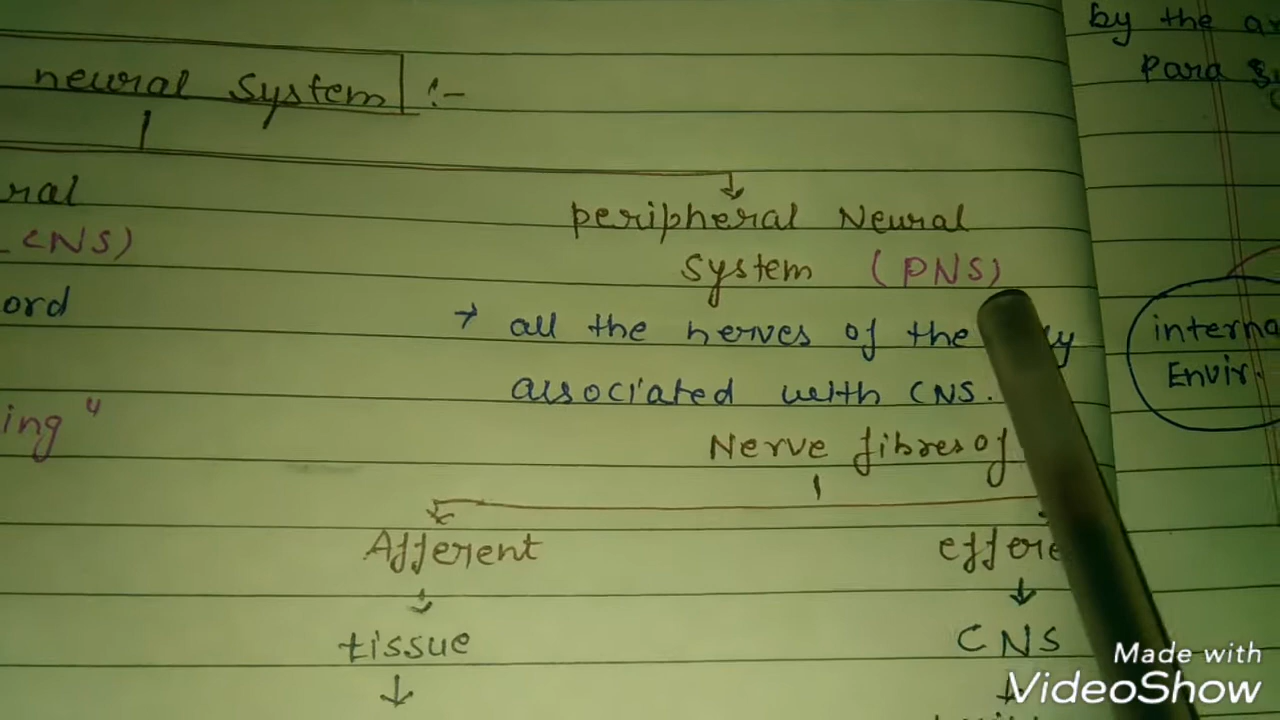 neural System :-
peripheral Neural
System (PNS)
→ all the nerves of the
associated with CNS.
Nerve fibres of
Afferent
tissue
effere
CNS
ral
CNS)
ord
ing"
by the
para
interna
Envir.
Made with
VideoShow